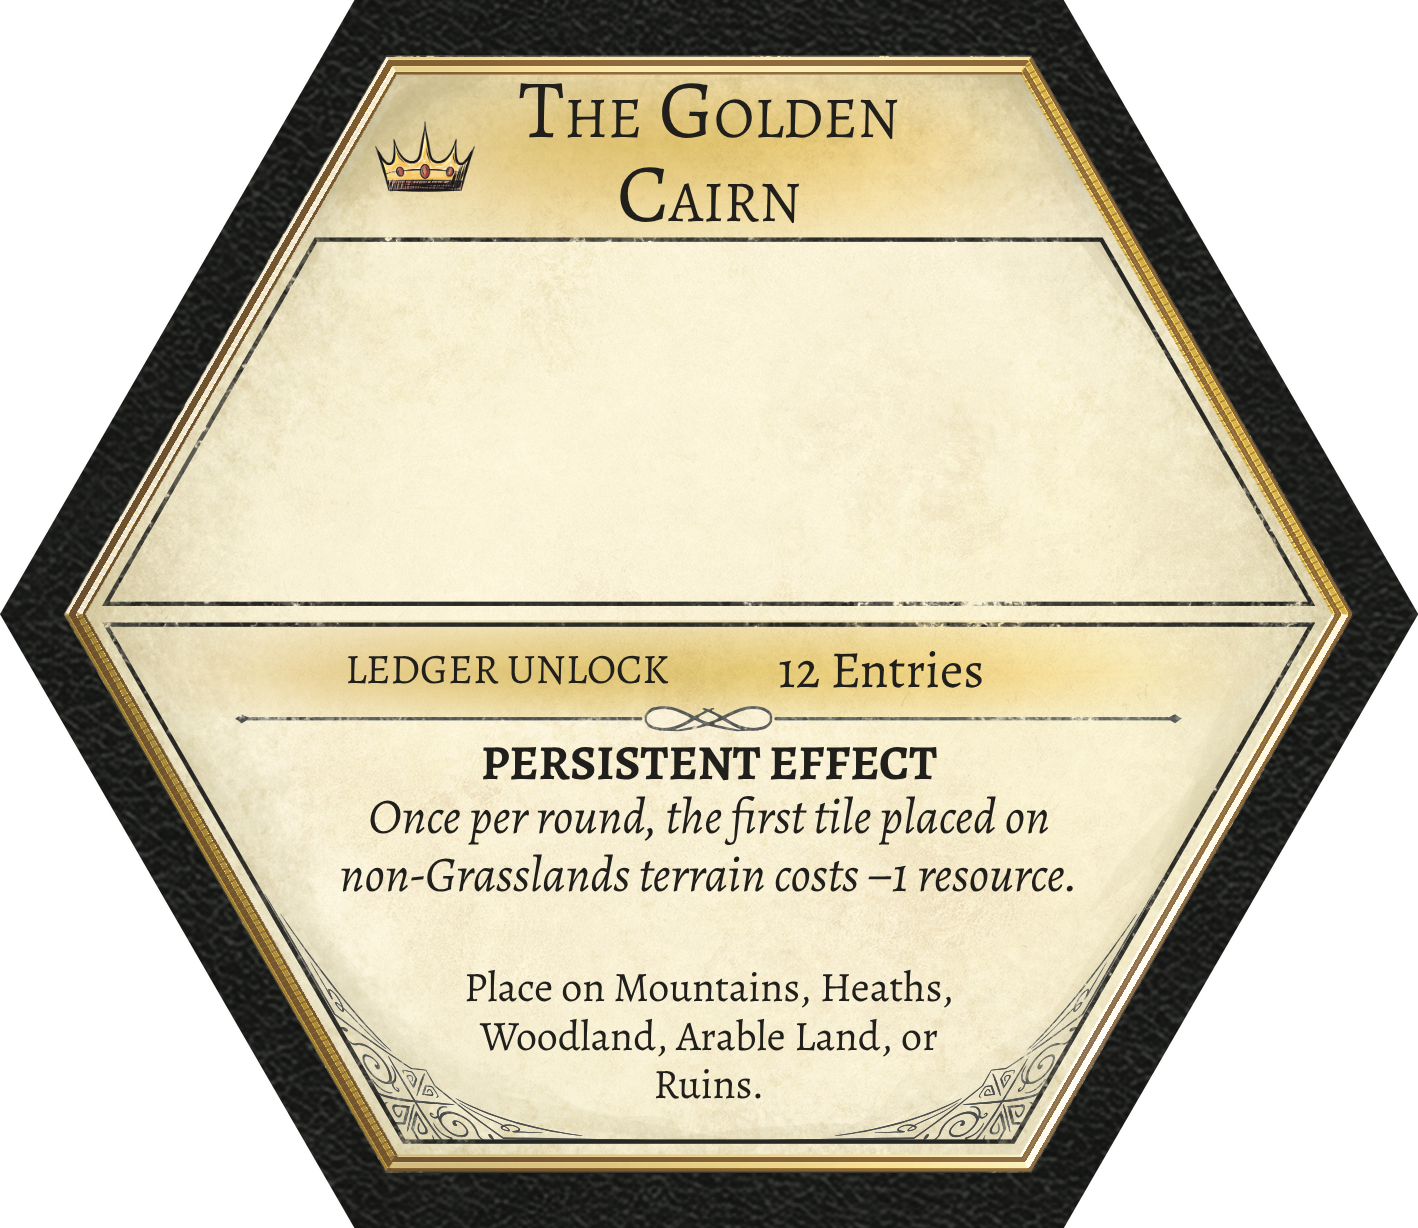 The Golden
Cairn
LEDGER UNLOCK 12 Entries
PERSISTENT EFFECT
Once per round, the first tile placed on
non-Grasslands terrain costs –1 resource.
Place on Mountains, Heaths,
Woodland, Arable Land, or
Ruins.